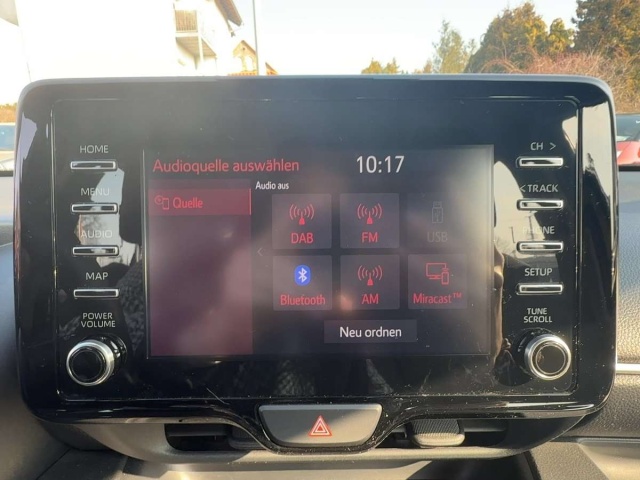 HOME
MENU
AUDIO
MAP
POWER
VOLUME
Audioquelle auswählen
10:17
Quelle
Audio aus
DAB
FM
USB
Bluetooth
AM
Miracast™
Neu ordnen
CH >
< TRACK
PHONE
SETUP
TUNE
SCROLL